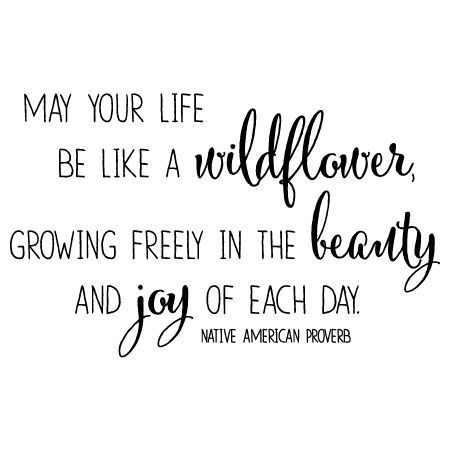 MAY YOUR LIFE
BE LIKE A wildflower,
GROWING FREELY IN THE beauty
AND joy OF EACH DAY.
NATIVE AMERICAN PROVERB